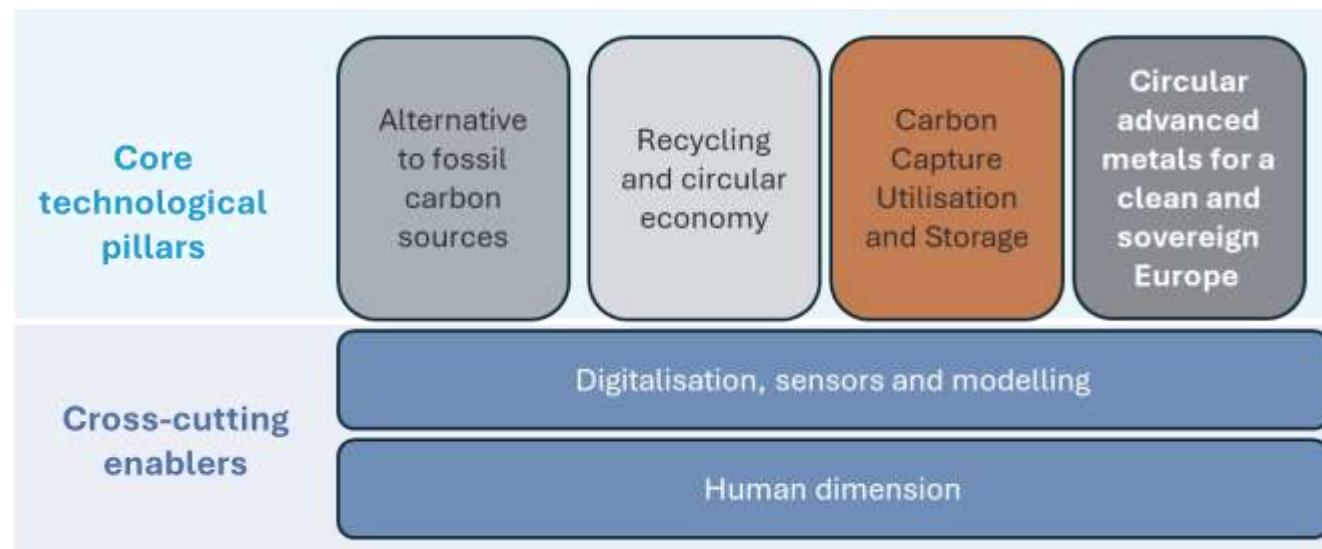 Core
technological
pillars
Alternative
to fossil
carbon
sources
Recycling
and circular
economy
Carbon
Capture
Utilisation
and Storage
Circular
advanced
metals for a
clean and
sovereign
Europe
Cross-cutting
enablers
Digitalisation, sensors and modelling
Human dimension